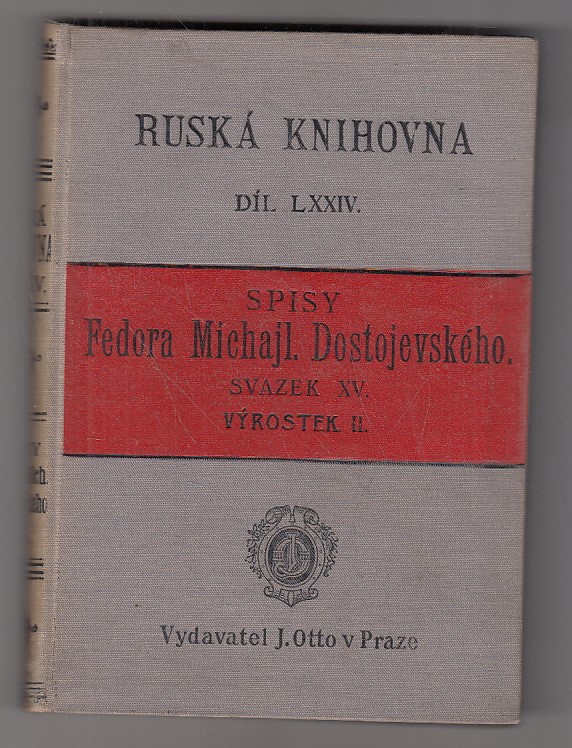 RUSKÁ KNIHOVNA
DÍL LXXIV.
SPISY
Fedora Michajl. Dostojevského.
SVAZEK XV.
VÝROSTEK. II.
Vydavatel J. Otto v Praze